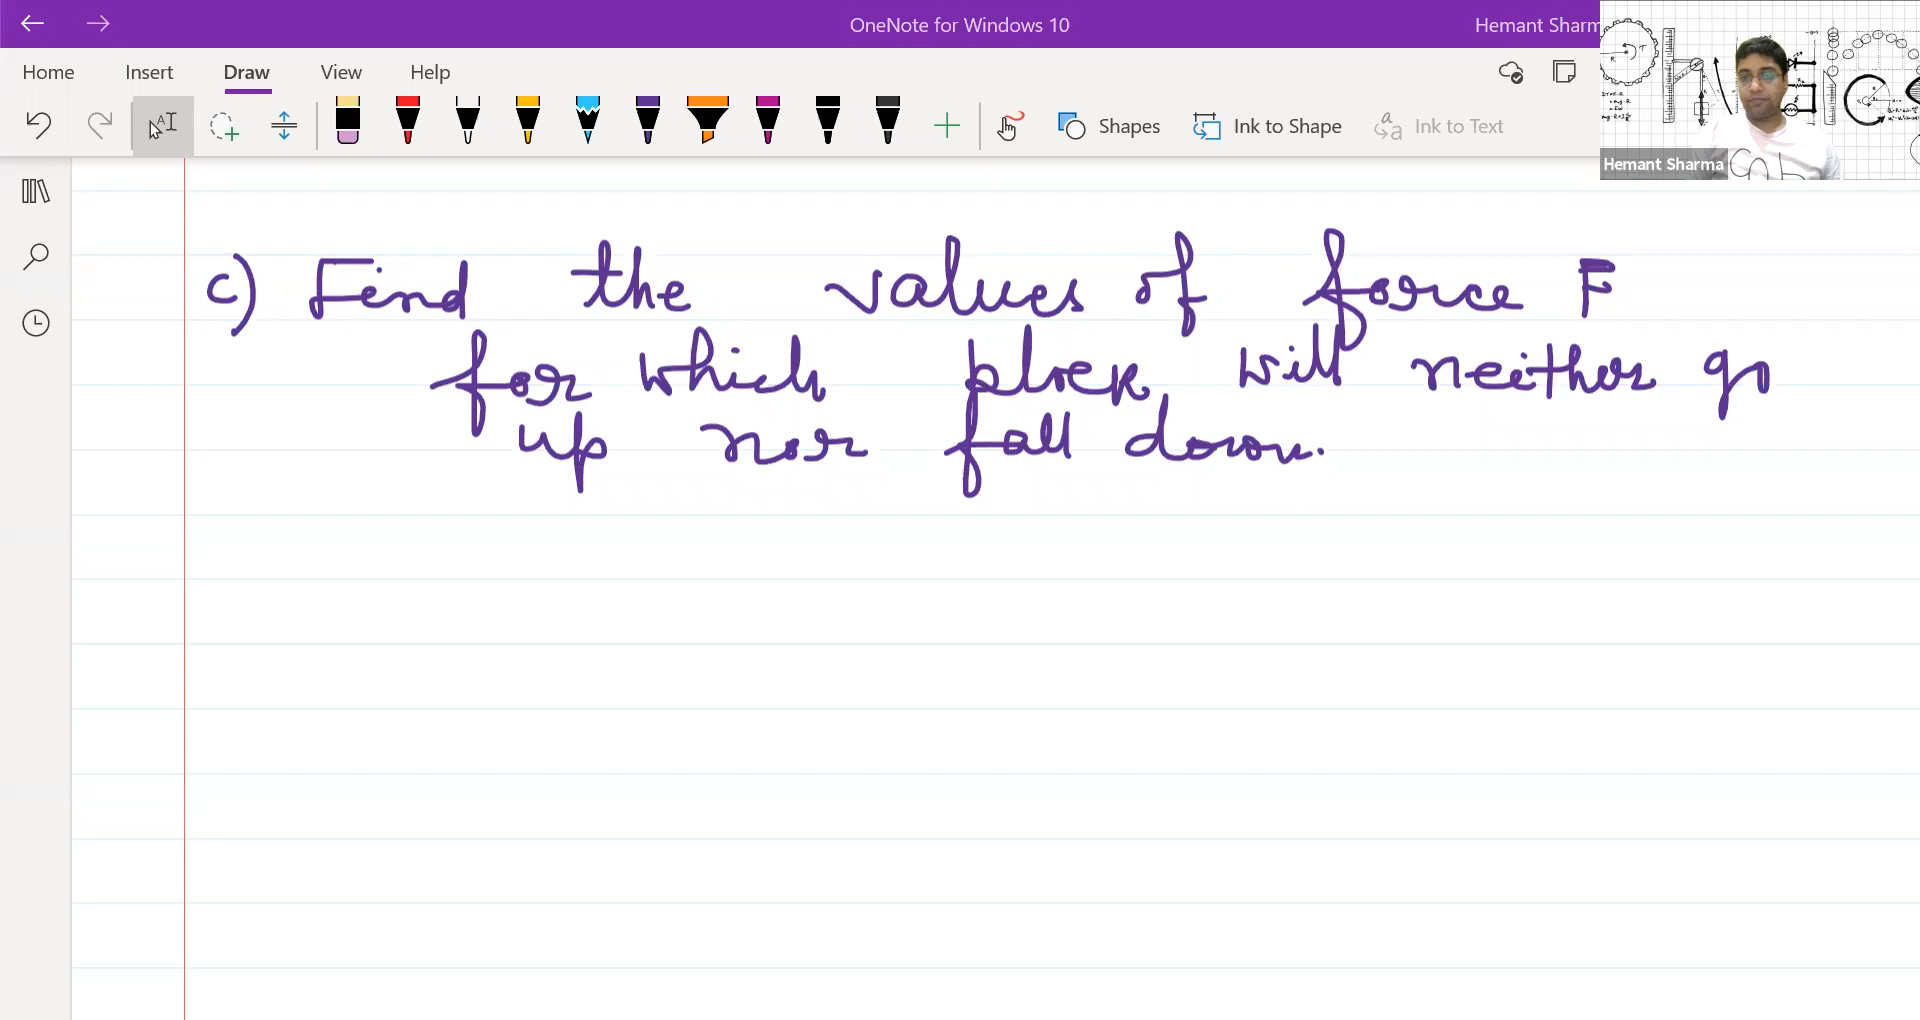 OneNote for Windows 10
Hemant Sharm
Home Insert Draw View Help
Shapes Ink to Shape Ink to Text
Hemant Sharma
c) Find the values of force F
for which block will neither go
up nor fall down.